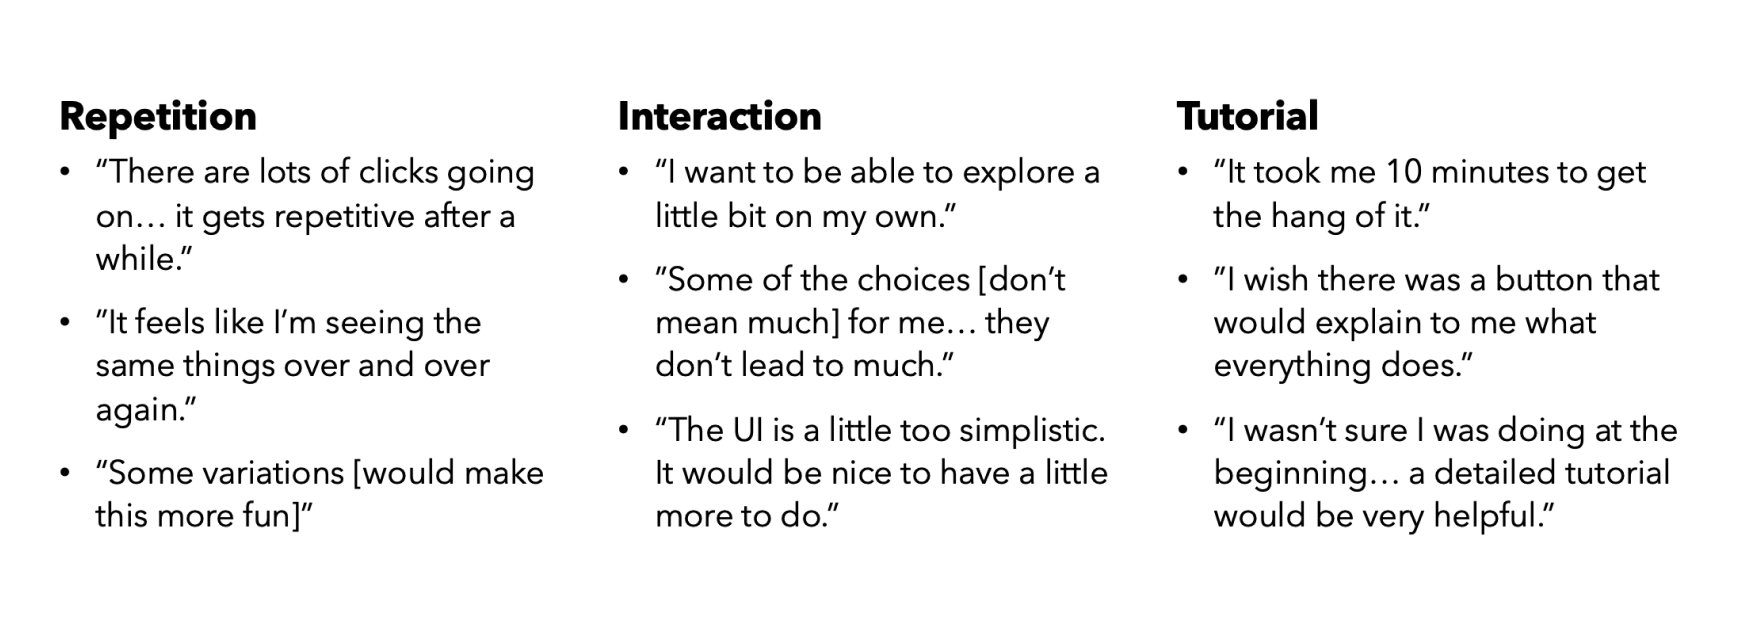 Repetition
• “There are lots of clicks going
on… it gets repetitive after a
while.”
• “It feels like I’m seeing the
same things over and over
again.”
• “Some variations [would make
this more fun]”
Interaction
• “I want to be able to explore a
little bit on my own.”
• “Some of the choices [don’t
mean much] for me… they
don’t lead to much.”
• “The UI is a little too simplistic.
It would be nice to have a little
more to do.”
Tutorial
• “It took me 10 minutes to get
the hang of it.”
• ”I wish there was a button that
would explain to me what
everything does.”
• “I wasn’t sure I was doing at the
beginning… a detailed tutorial
would be very helpful.”